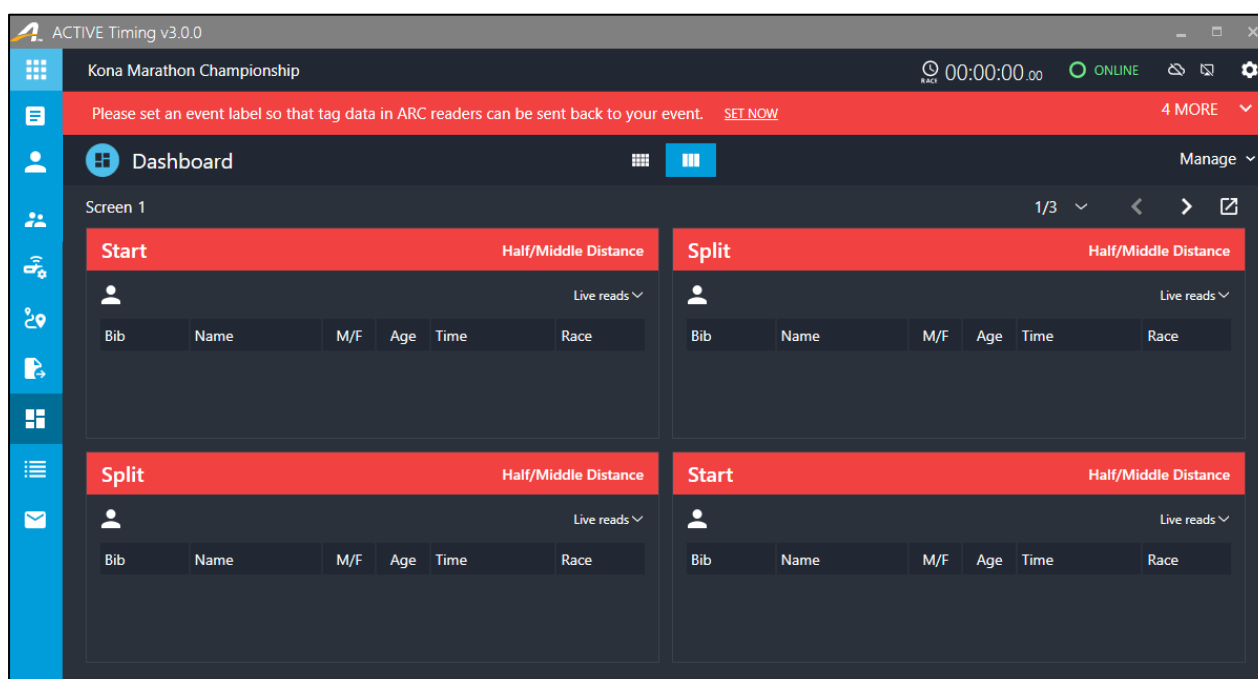 ACTIVE Timing v3.0.0
Kona Marathon Championship
RACE 00:00:00.00 ONLINE
Please set an event label so that tag data in ARC readers can be sent back to your event. SET NOW
4 MORE
Dashboard
Manage
Screen 1
1/3
Start Half/Middle Distance
Live reads
Bib Name M/F Age Time Race
Split Half/Middle Distance
Live reads
Bib Name M/F Age Time Race
Split Half/Middle Distance
Live reads
Bib Name M/F Age Time Race
Start Half/Middle Distance
Live reads
Bib Name M/F Age Time Race